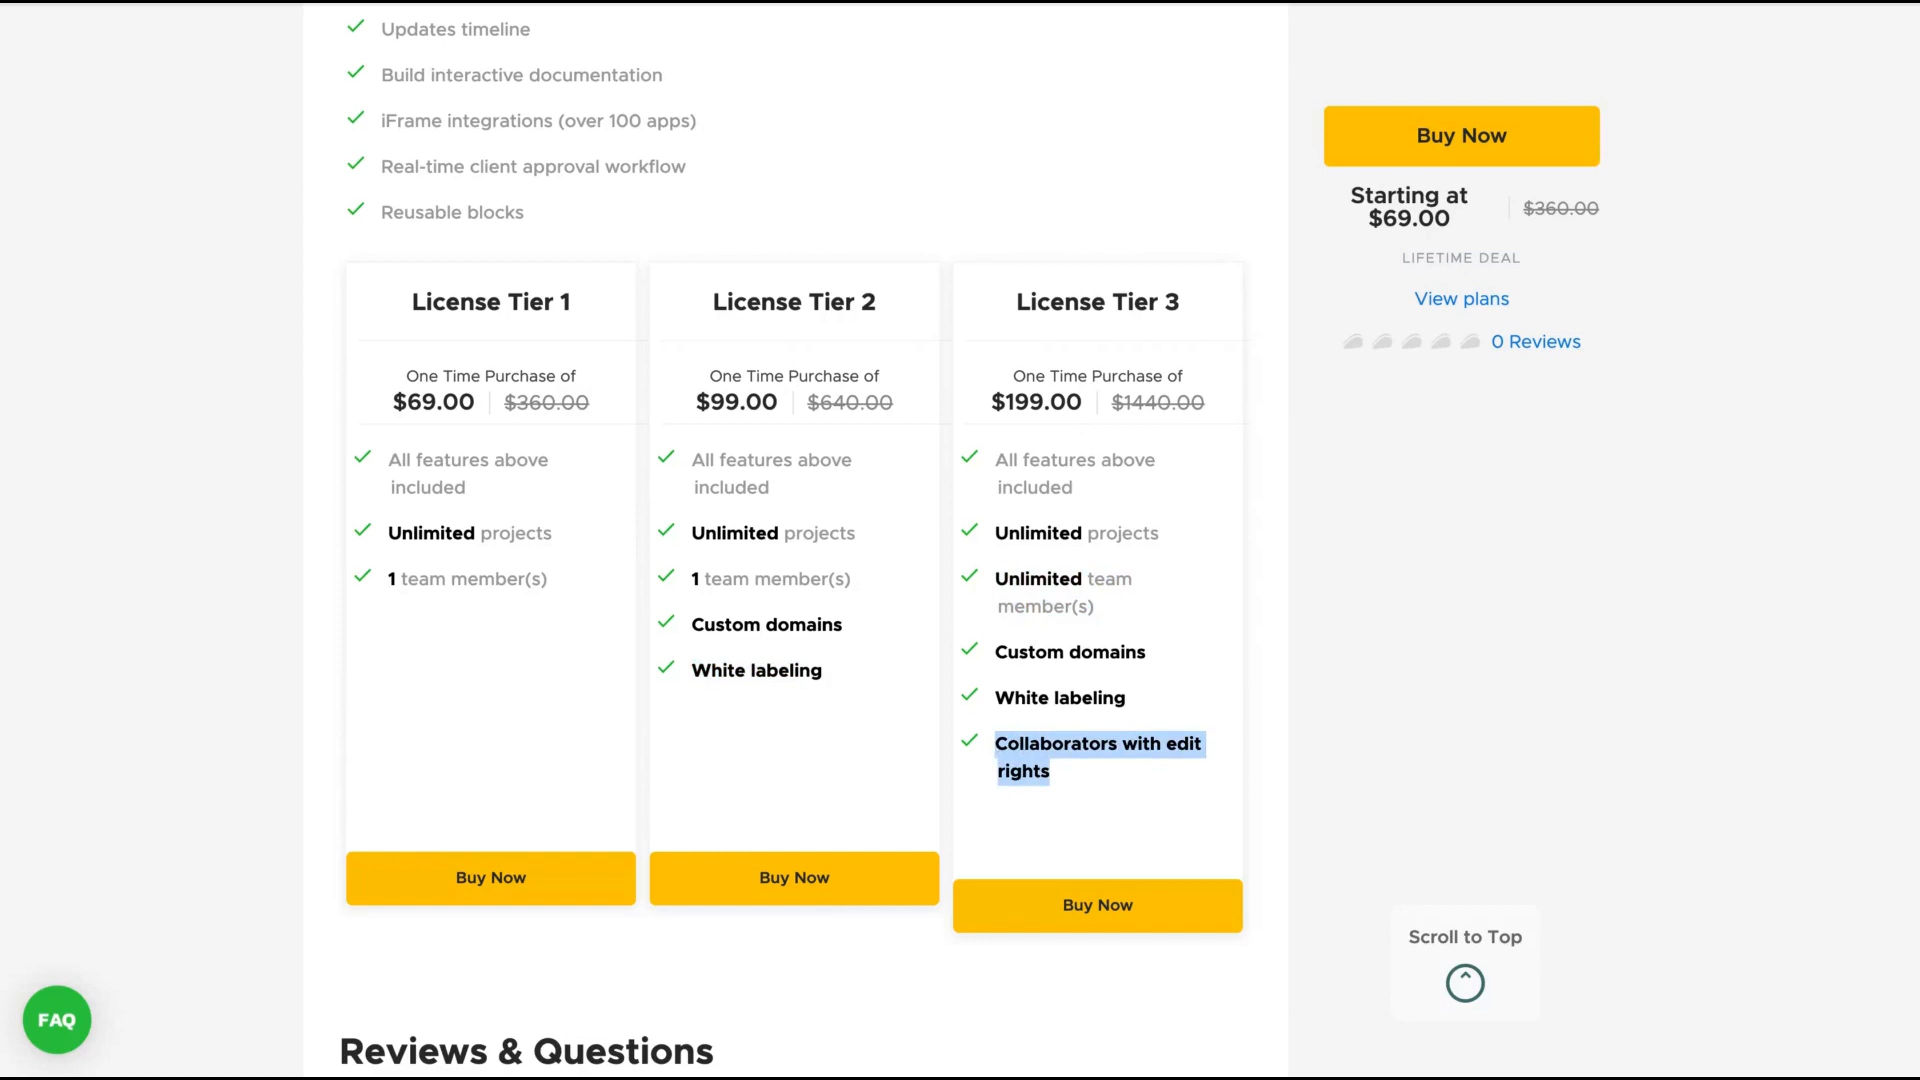 Updates timeline
Build interactive documentation
iFrame integrations (over 100 apps)
Real-time client approval workflow
Reusable blocks
License Tier 1
One Time Purchase of
$69.00 $360.00
All features above
included
Unlimited projects
1 team member(s)
Buy Now
License Tier 2
One Time Purchase of
$99.00 $640.00
All features above
included
Unlimited projects
1 team member(s)
Custom domains
White labeling
Buy Now
License Tier 3
One Time Purchase of
$199.00 $1440.00
All features above
included
Unlimited projects
Unlimited team
member(s)
Custom domains
White labeling
Collaborators with edit
rights
Buy Now
Buy Now
Starting at
$69.00 $360.00
LIFETIME DEAL
View plans
0 Reviews
Scroll to Top
FAQ
Reviews & Questions